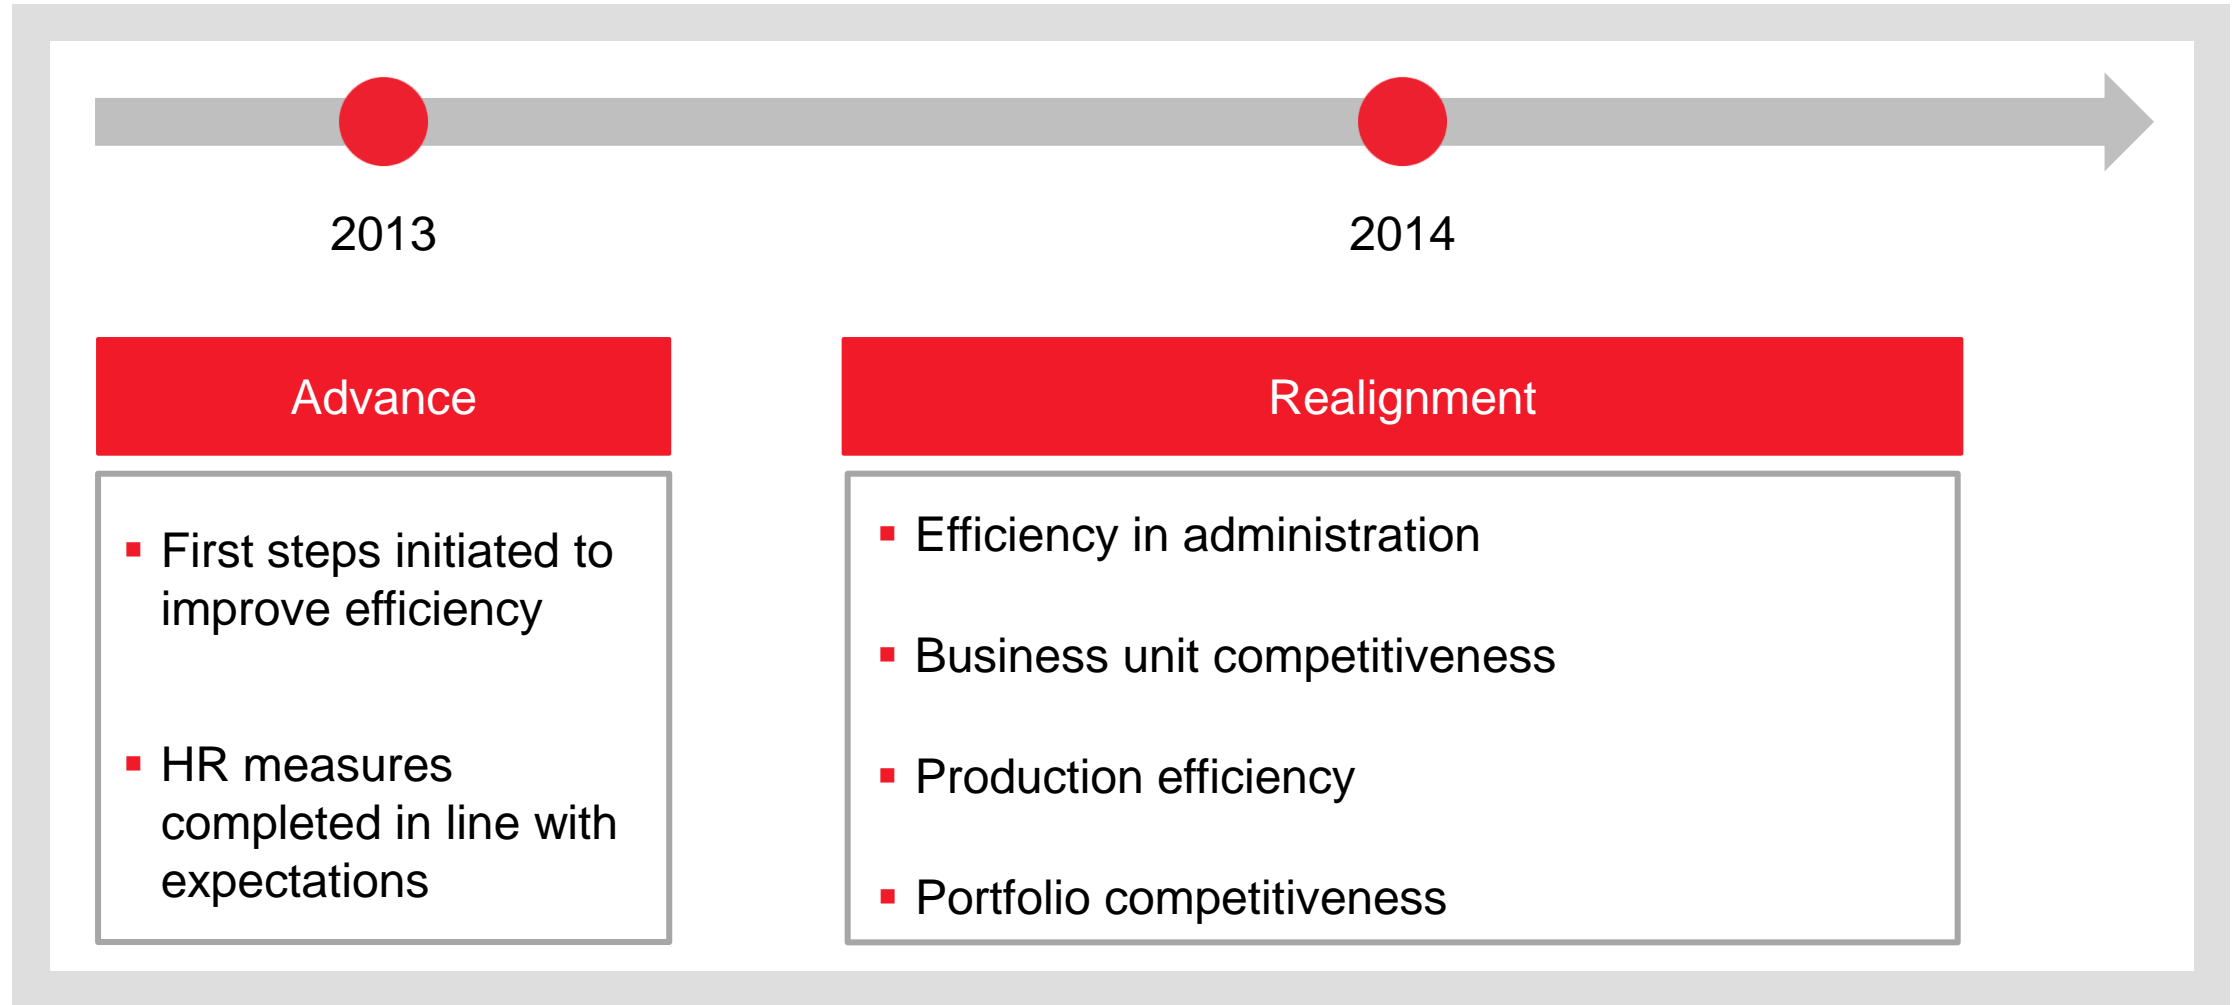 2013
2014
Advance
▪ First steps initiated to
improve efficiency
▪ HR measures
completed in line with
expectations
Realignment
▪ Efficiency in administration
▪ Business unit competitiveness
▪ Production efficiency
▪ Portfolio competitiveness